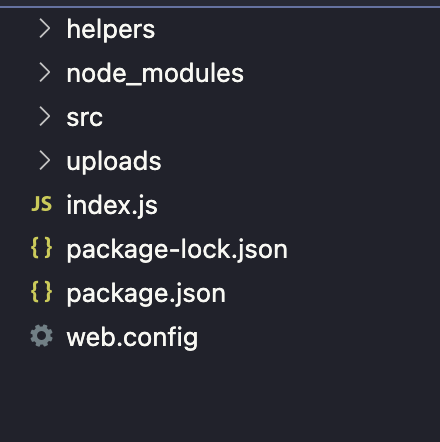 helpers
node_modules
src
uploads
JS index.js
{ } package-lock.json
{ } package.json
web.config